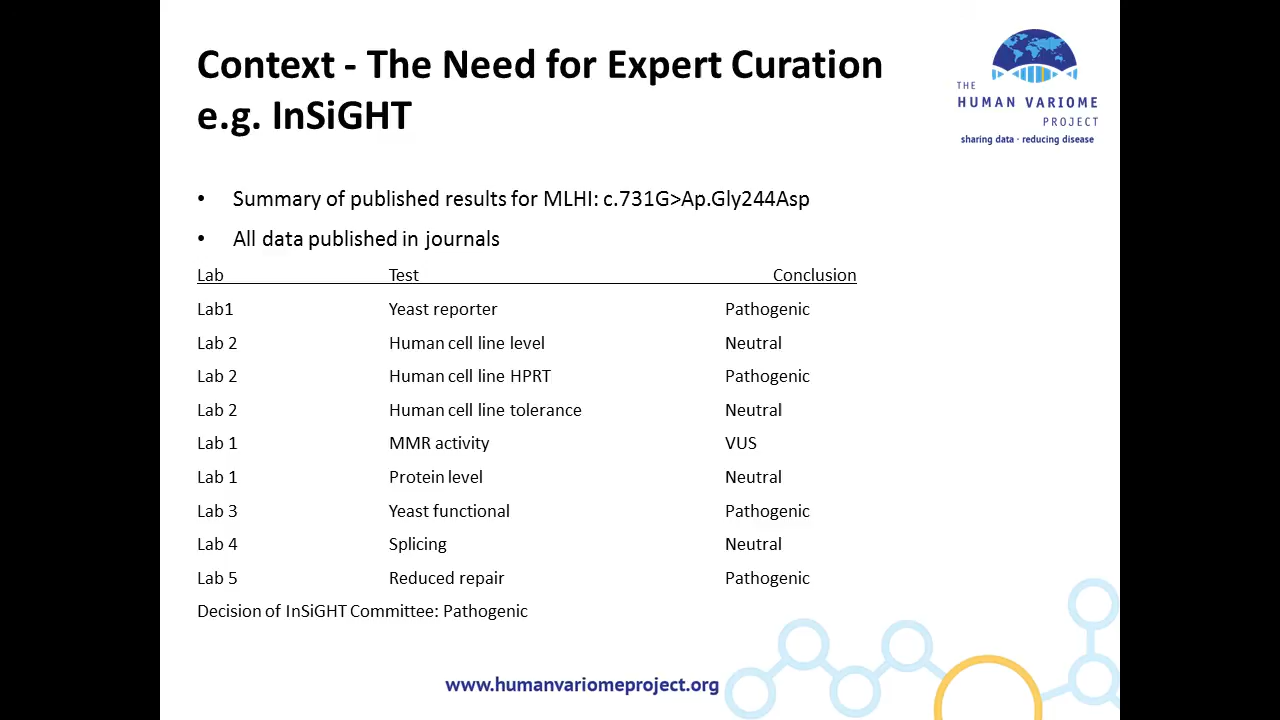 Context - The Need for Expert Curation
e.g. InSiGHT
THE
HUMAN VARIOME
PROJECT
sharing data · reducing disease
• Summary of published results for MLHI: c.731G>Ap.Gly244Asp
• All data published in journals
Lab Test Conclusion
Lab1 Yeast reporter Pathogenic
Lab 2 Human cell line level Neutral
Lab 2 Human cell line HPRT Pathogenic
Lab 2 Human cell line tolerance Neutral
Lab 1 MMR activity VUS
Lab 1 Protein level Neutral
Lab 3 Yeast functional Pathogenic
Lab 4 Splicing Neutral
Lab 5 Reduced repair Pathogenic
Decision of InSiGHT Committee: Pathogenic
www.humanvariomeproject.org